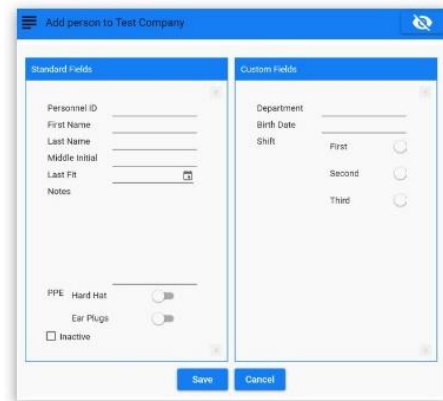 Add person to Test Company
Standard Fields
Personnel ID
First Name
Last Name
Middle Initial
Last Fit
Notes
PPE Hard Hat
Ear Plugs
Inactive
Custom Fields
Department
Birth Date
Shift First
Second
Third
Save Cancel